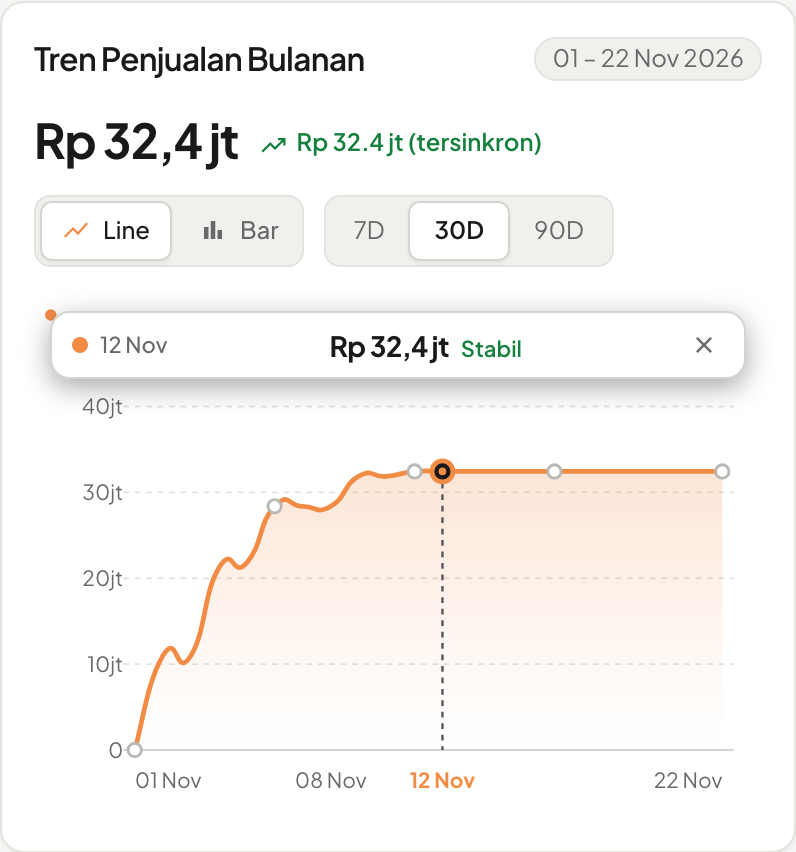 Tren Penjualan Bulanan
01 – 22 Nov 2026
Rp 32,4 jt
Rp 32.4 jt (tersinkron)
Line
Bar
7D
30D
90D
12 Nov
Rp 32,4 jt Stabil
40jt
30jt
20jt
10jt
0
01 Nov
08 Nov
12 Nov
22 Nov